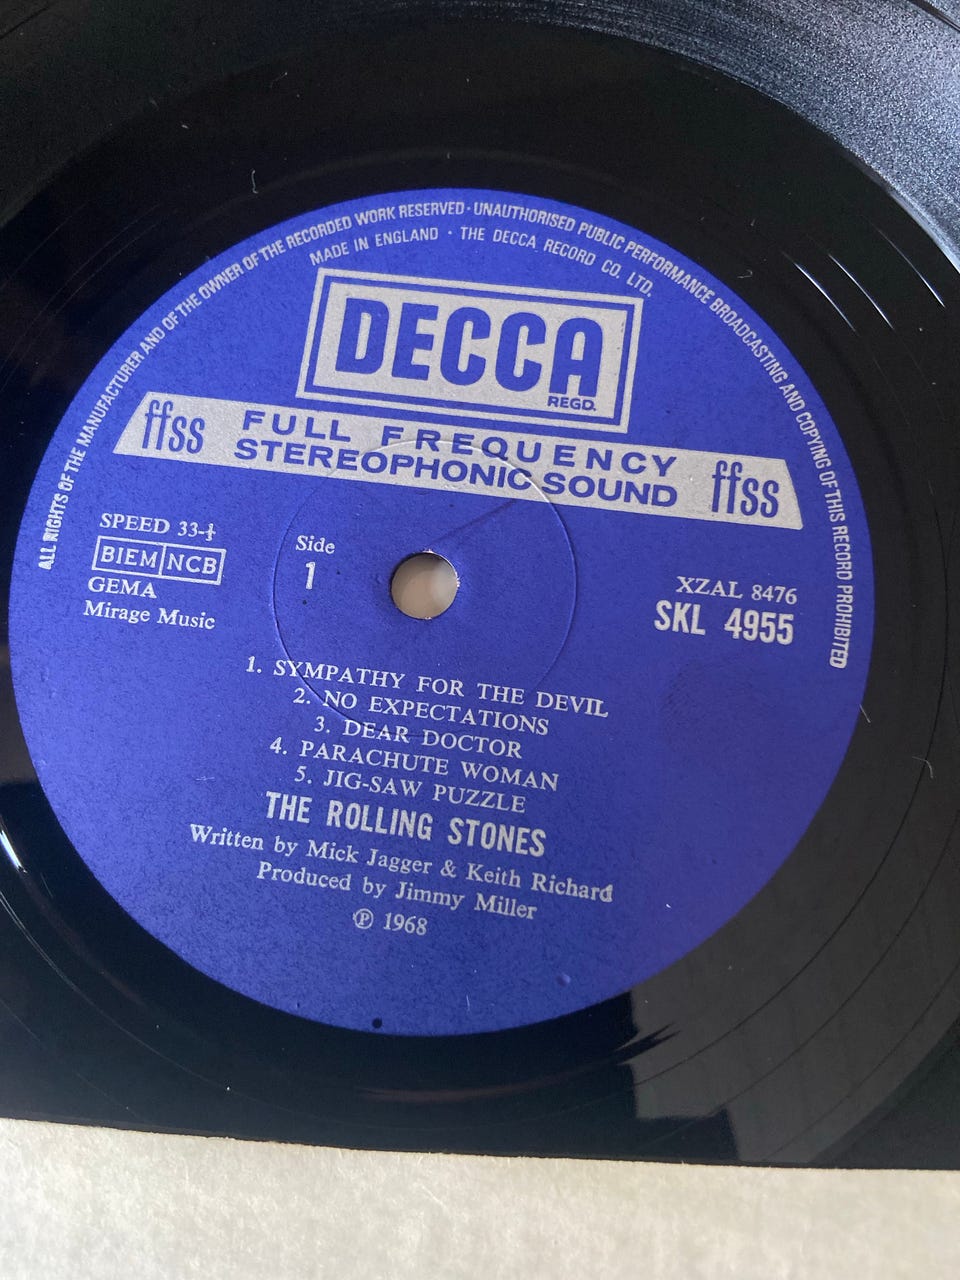 ALL RIGHTS OF THE MANUFACTURER AND OF THE OWNER OF THE RECORDED WORK RESERVED · UNAUTHORISED PUBLIC PERFORMANCE BROADCASTING AND COPYING OF THIS RECORD PROHIBITED
MADE IN ENGLAND · THE DECCA RECORD CO. LTD.
DECCA
REGD.
ffss FULL FREQUENCY STEREOPHONIC SOUND ffss
SPEED 33-⅓
BIEM NCB
GEMA
Mirage Music
Side
1
XZAL 8476
SKL 4955
1. SYMPATHY FOR THE DEVIL
2. NO EXPECTATIONS
3. DEAR DOCTOR
4. PARACHUTE WOMAN
5. JIG-SAW PUZZLE
THE ROLLING STONES
Written by Mick Jagger & Keith Richard
Produced by Jimmy Miller
℗ 1968